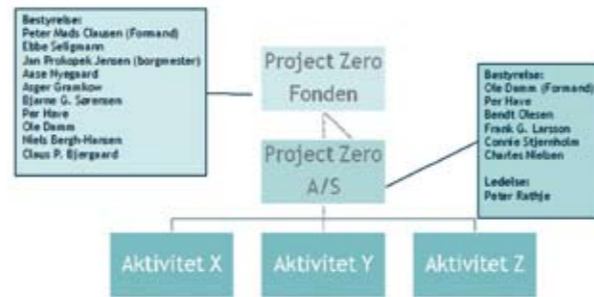 Bestyrelse:
Peter Mads Clausen (Formand)
Ebbe Seligmann
Jan Prokopek Jensen (borgmester)
Aase Nyegaard
Asger Gramkow
Bjarne G. Sørensen
Per Have
Ole Damm
Niels Bergh-Hansen
Claus P. Bjergaard
Project Zero
Fonden
Bestyrelse:
Ole Damm (Formand)
Per Have
Bendt Olesen
Frank G. Larsson
Connie Stjernholm
Charles Nielsen
Ledelse:
Peter Rathje
Project Zero
A/S
Aktivitet X
Aktivitet Y
Aktivitet Z